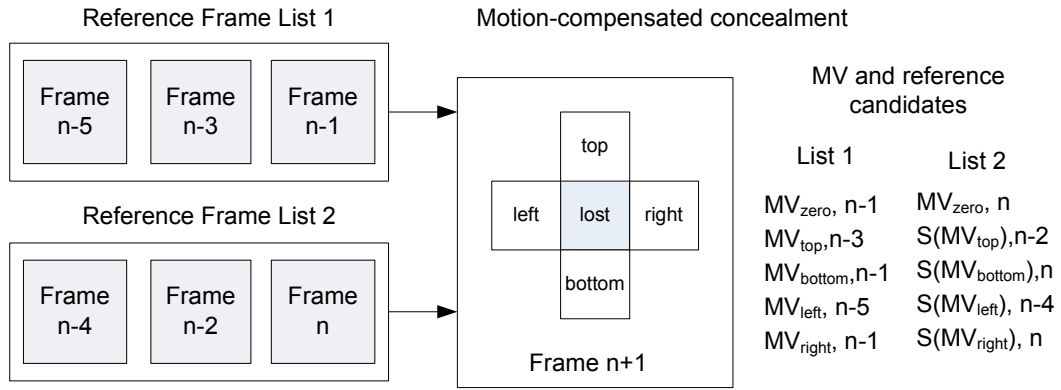 Reference Frame List 1
Frame n-5
Frame n-3
Frame n-1
Reference Frame List 2
Frame n-4
Frame n-2
Frame n
Motion-compensated concealment
top
left
lost
right
bottom
Frame n+1
MV and reference
candidates
List 1
MVzero, n-1
MVtop,n-3
MVbottom,n-1
MVleft, n-5
MVright, n-1
List 2
MVzero, n
S(MVtop),n-2
S(MVbottom),n
S(MVleft), n-4
S(MVright), n